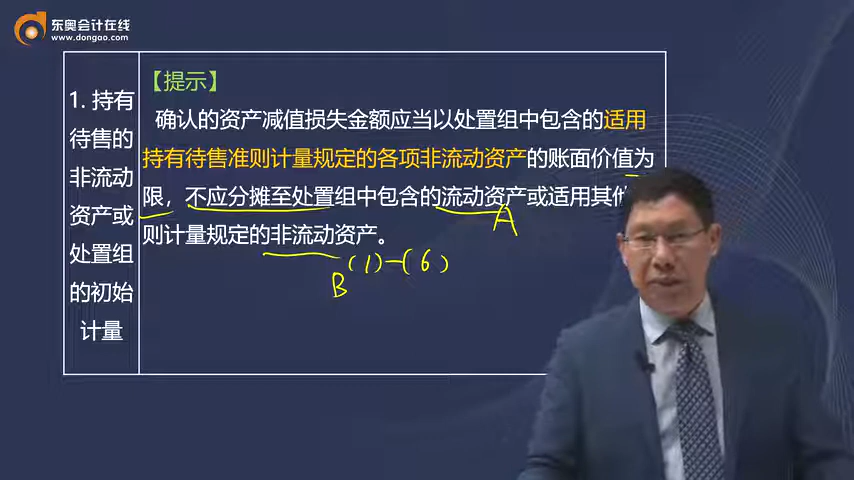 东奥会计在线
www.dongao.com
1. 持有
待售的
非流动
资产或
处置组
的初始
计量
【提示】
确认的资产减值损失金额应当以处置组中包含的适用
持有待售准则计量规定的各项非流动资产的账面价值为
限，不应分摊至处置组中包含的流动资产或适用其他
则计量规定的非流动资产。
A
B (1)-(6)